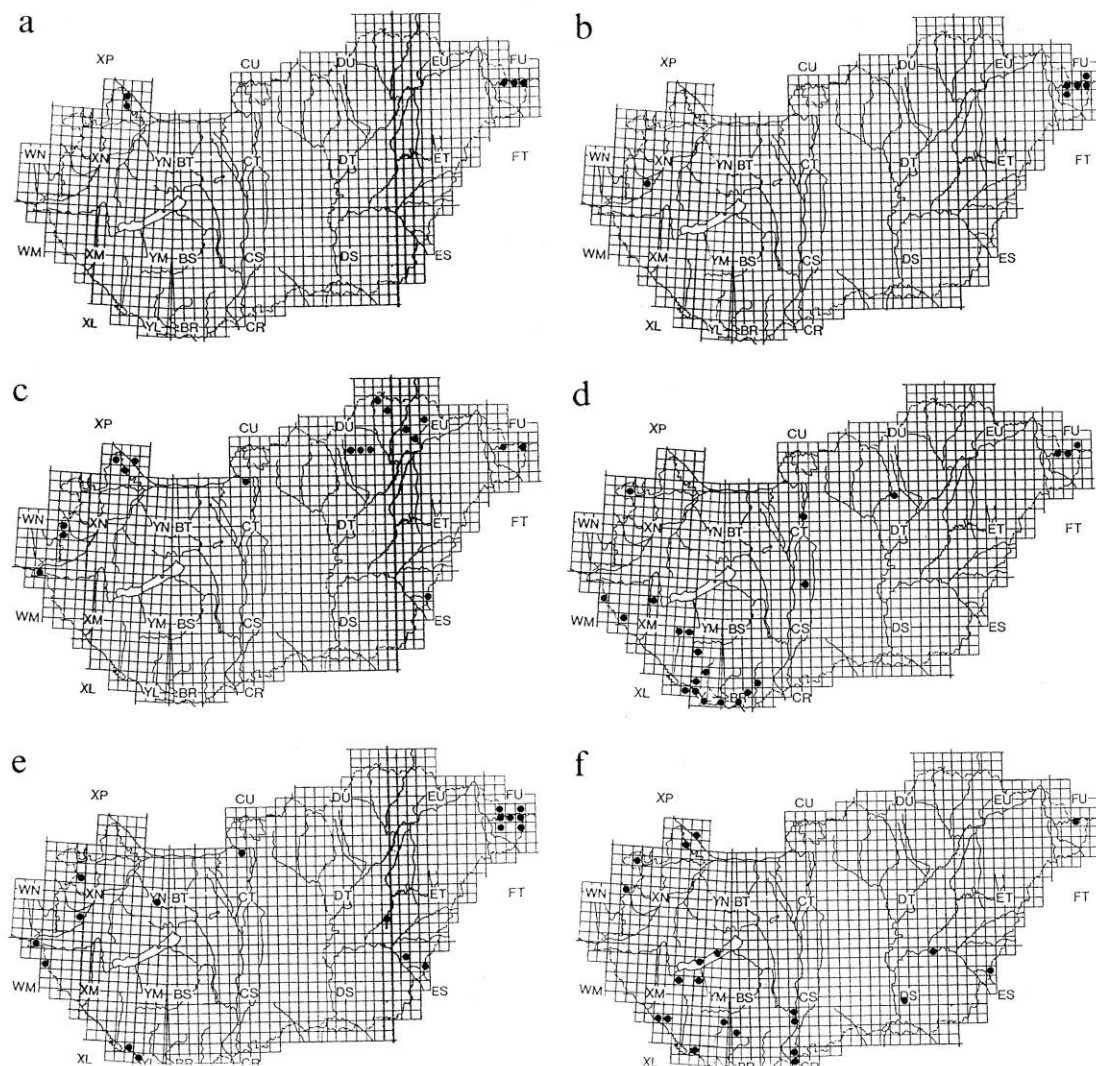 a b
XP CU DU EU FU
WN XN YN BT CT DT ET FT
WM XM YM BS CS DS ES
XL YL BR CR
XP CU DU EU FU
WN XN YN BT CT DT ET FT
WM XM YM BS CS DS ES
XL YL BR CR
c d
XP CU DU EU FU
WN XN YN BT CT DT ET FT
WM XM YM BS CS DS ES
XL YL BR CR
XP CU DU EU FU
WN XN YN BT CT DT ET FT
WM XM YM BS CS DS ES
XL BR CR
e f
XP CU DU EU FU
WN XN YN BT CT DT ET FT
WM XM YM BS CS DS ES
XL YL BR CR
XP CU DU EU FU
WN XN YN BT CT DT ET FT
WM XM YM BS CS ES
XL YL BR CR